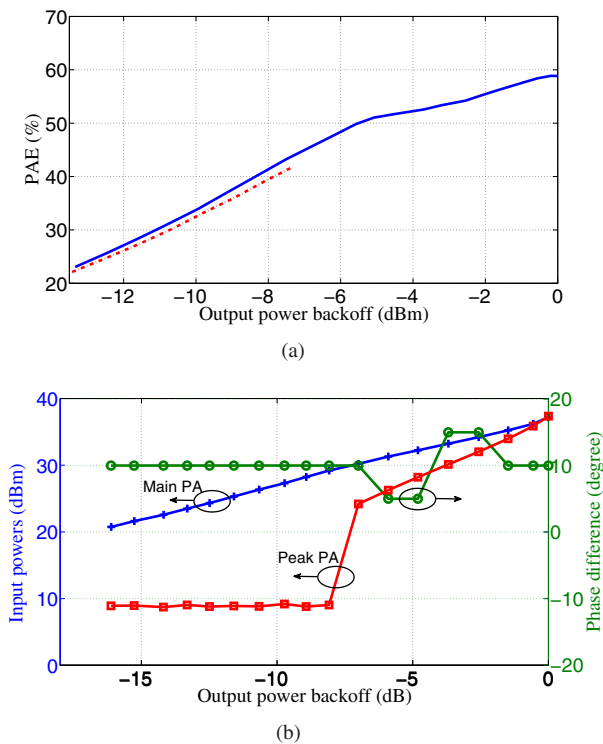 70
60
50
40
30
20
PAE (%)
−12 −10 −8 −6 −4 −2 0
Output power backoff (dBm)
(a)
40
30
20
10
0
Input powers (dBm)
20
10
0
−10
−20
Phase difference (degree)
Main PA
Peak PA
−15 −10 −5 0
Output power backoff (dB)
(b)